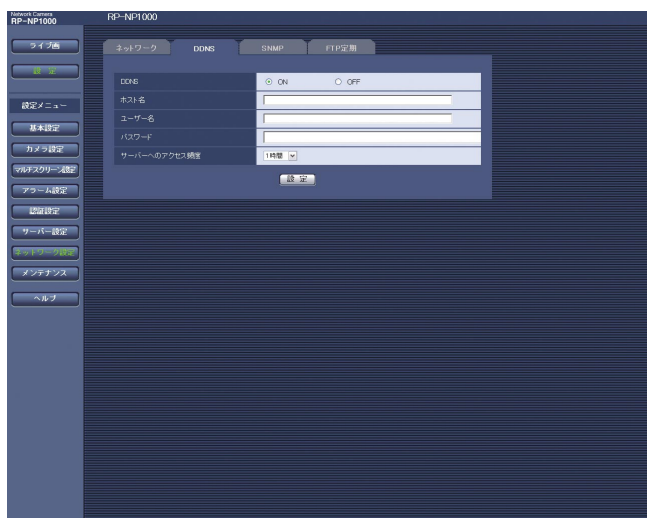 Network Camera
RP-NP1000
RP-NP1000
ライブ画
設 定
設定メニュー
基本設定
カメラ設定
マルチスクリーン設定
アラーム設定
認証設定
サーバー設定
ネットワーク設定
メンテナンス
ヘルプ
ネットワーク DDNS SNMP FTP定期
DDNS ON OFF
ホスト名
ユーザー名
パスワード
サーバーへのアクセス頻度 1時間
設 定